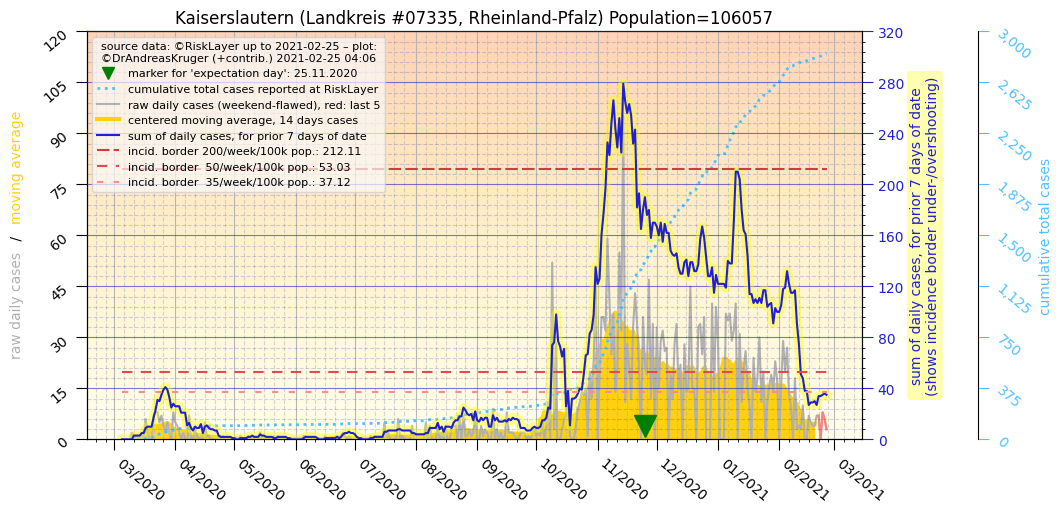 Kaiserslautern (Landkreis #07335, Rheinland-Pfalz) Population=106057
source data: ©RiskLayer up to 2021-02-25 – plot:
©DrAndreasKruger (+contrib.) 2021-02-25 04:06
marker for 'expectation day': 25.11.2020
cumulative total cases reported at RiskLayer
raw daily cases (weekend-flawed), red: last 5
centered moving average, 14 days cases
sum of daily cases, for prior 7 days of date
incid. border 200/week/100k pop.: 212.11
incid. border  50/week/100k pop.: 53.03
incid. border  35/week/100k pop.: 37.12
raw daily cases  /  moving average
120
105
90
75
60
45
30
15
0
03/2020
04/2020
05/2020
06/2020
07/2020
08/2020
09/2020
10/2020
11/2020
12/2020
01/2021
02/2021
03/2021
320
280
240
200
160
120
80
40
0
sum of daily cases, for prior 7 days of date
(shows incidence border under-/overshooting)
3,000
2,625
2,250
1,875
1,500
1,125
750
375
0
cumulative total cases